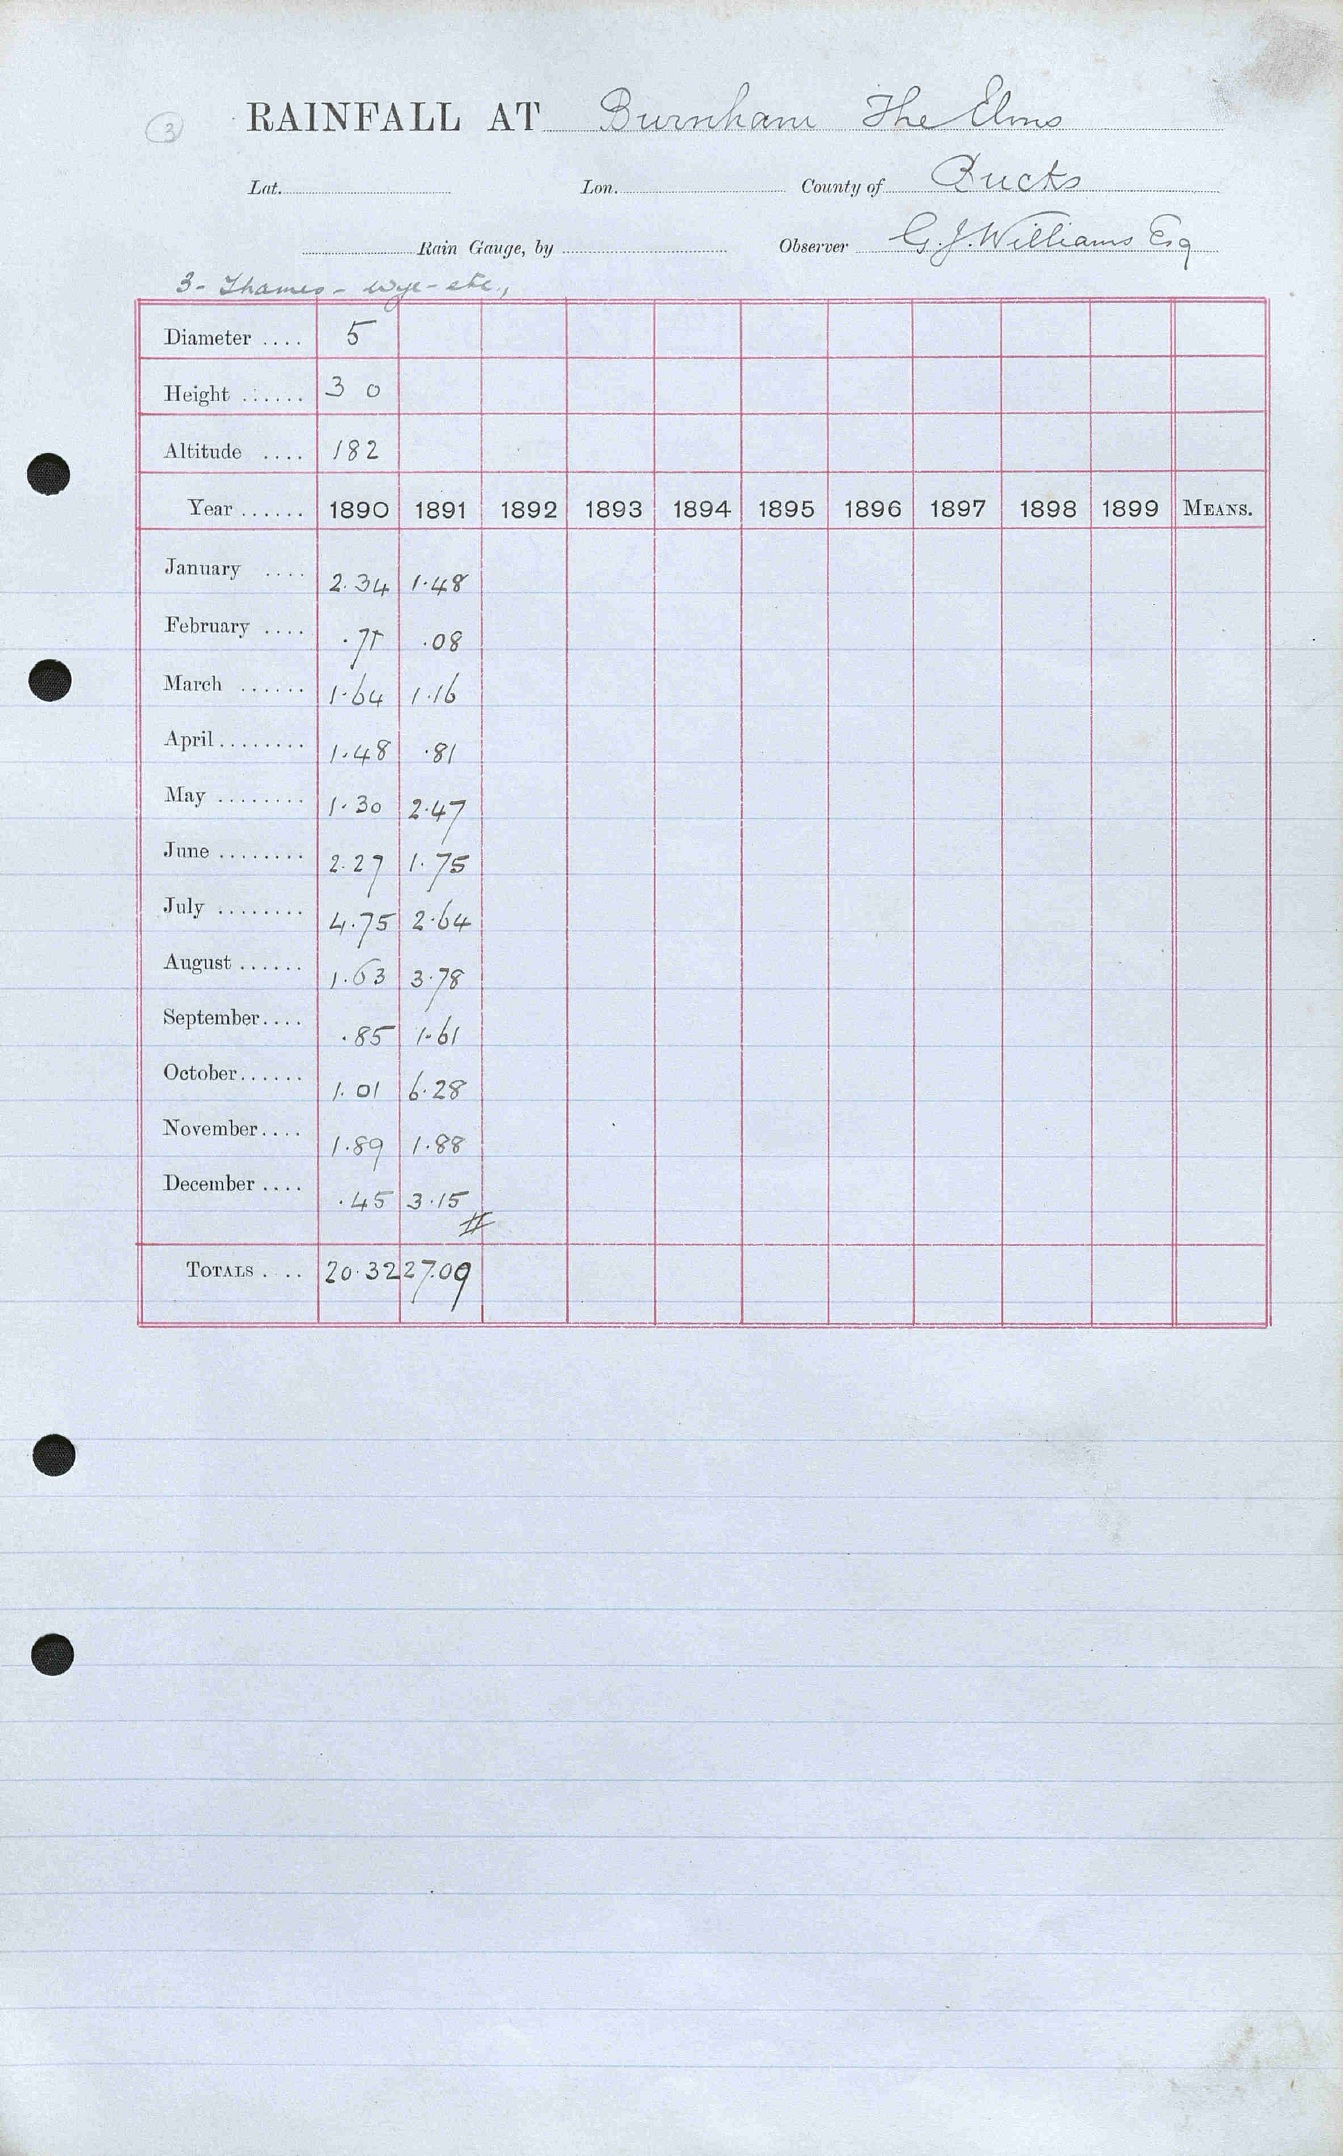 3
RAINFALL AT Burnham The Elms
Lat. Lon. County of Bucks
Rain Gauge, by Observer G. J. Williams Esq
3 - Thames - Wye - etc.,
Diameter .... 5
Height ...... 3 0
Altitude .... 182
Year ...... 1890 1891 1892 1893 1894 1895 1896 1897 1898 1899 MEANS.
January .... 2.34 1.48
February .... .71 .08
March ...... 1.64 1.16
April ........ 1.48 .81
May ........ 1.30 2.47
June ........ 2.27 1.75
July ........ 4.75 2.64
August ...... 1.63 3.78
September .... .85 1.61
October ...... 1.01 6.28
November .... 1.89 1.88
December .... .45 3.15
#
TOTALS .... 20.32 27.09